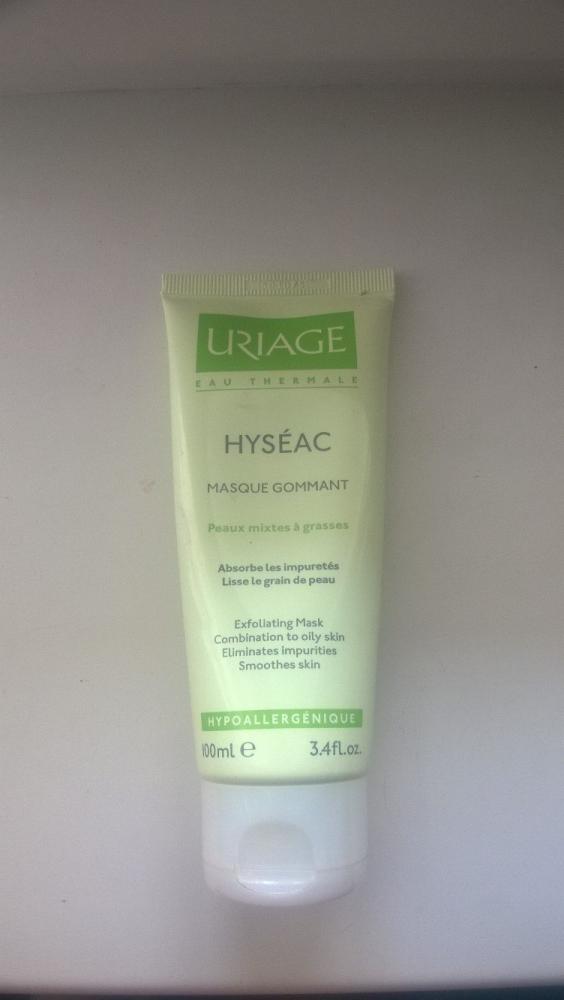 URIAGE
EAU THERMALE
HYSÉAC
MASQUE GOMMANT
Peaux mixtes à grasses
Absorbe les impuretés
Lisse le grain de peau
Exfoliating Mask
Combination to oily skin
Eliminates impurities
Smoothes skin
HYPOALLERGÉNIQUE
100ml e 3.4fl.oz.